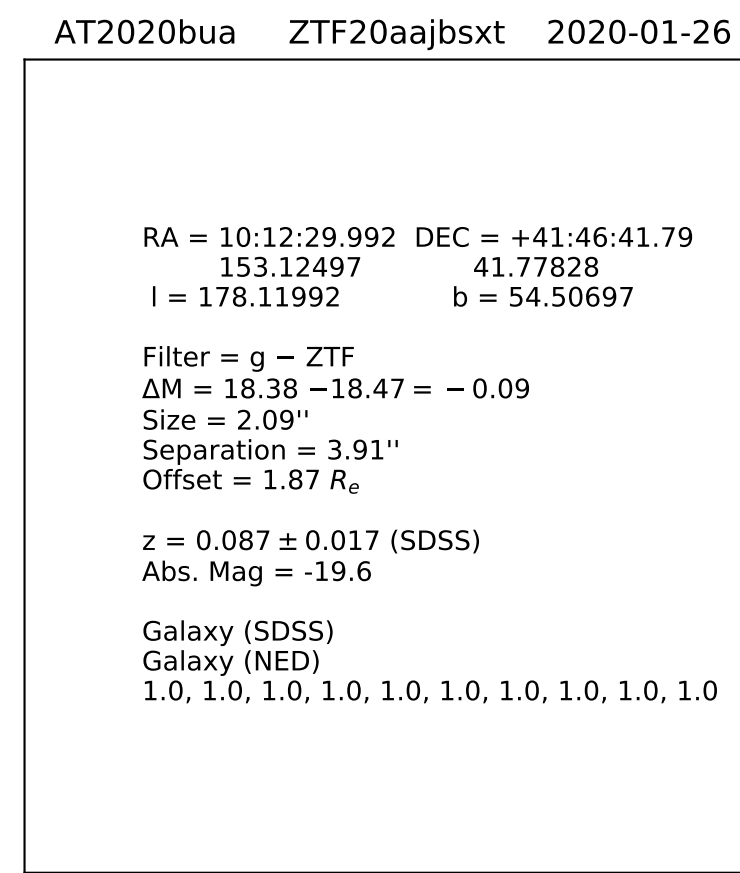 AT2020bua ZTF20aajbsxt 2020-01-26
RA = 10:12:29.992 DEC = +41:46:41.79
153.12497 41.77828
l = 178.11992 b = 54.50697
Filter = g − ZTF
ΔM = 18.38 −18.47 = −0.09
Size = 2.09''
Separation = 3.91''
Offset = 1.87 Rₑ
z = 0.087 ± 0.017 (SDSS)
Abs. Mag = -19.6
Galaxy (SDSS)
Galaxy (NED)
1.0, 1.0, 1.0, 1.0, 1.0, 1.0, 1.0, 1.0, 1.0, 1.0